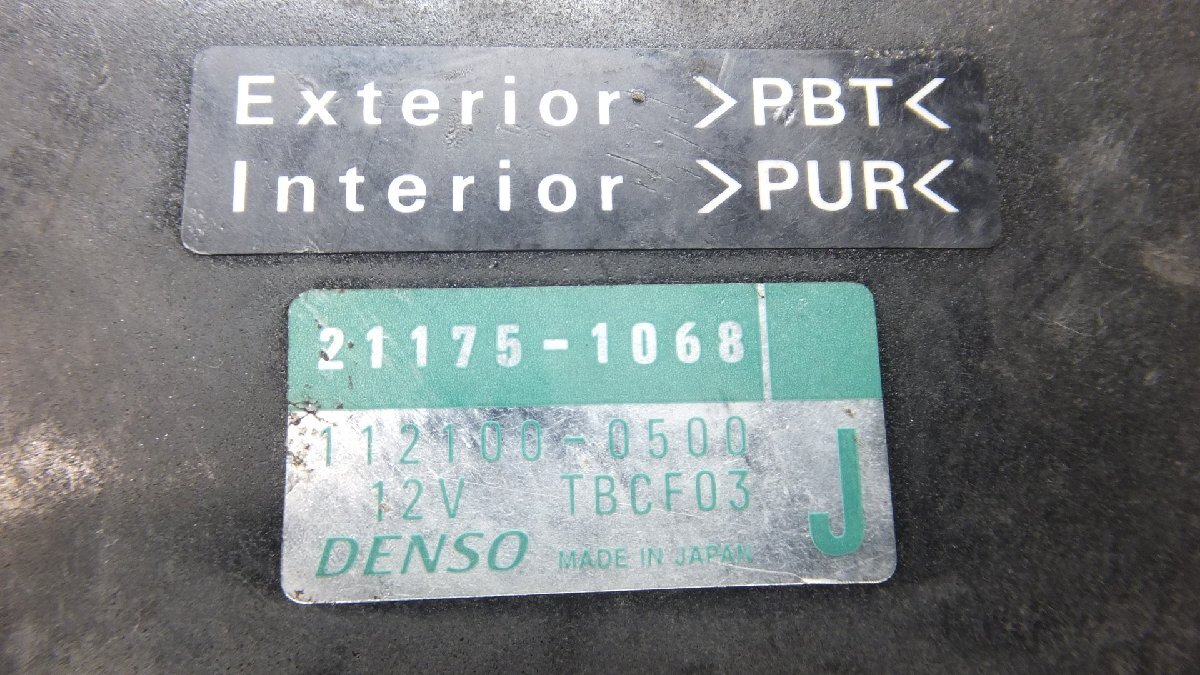 Exterior >PBT<
Interior >PUR<
21175-1068
112100-0500
12V TBCF03
J
DENSO MADE IN JAPAN